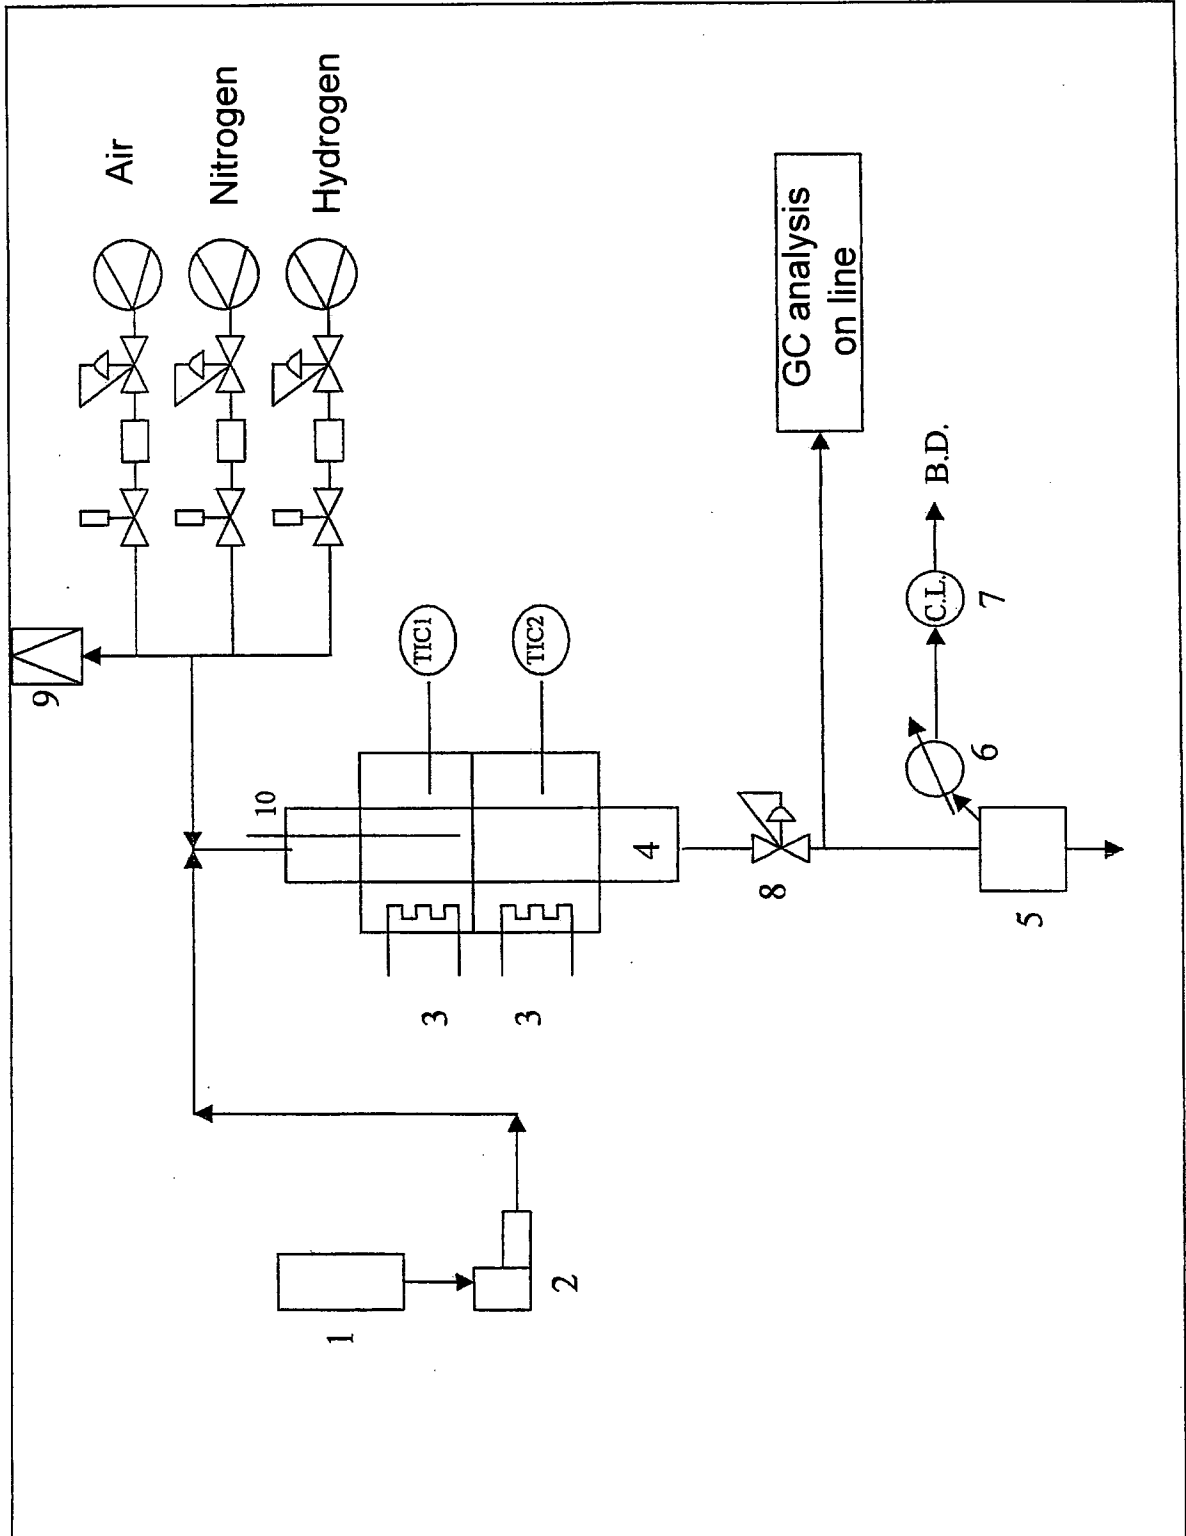 Air
Nitrogen
Hydrogen
9
10
TIC1
TIC2
4
3
3
1
2
8
GC analysis
on line
B.D.
C.L.
7
6
5